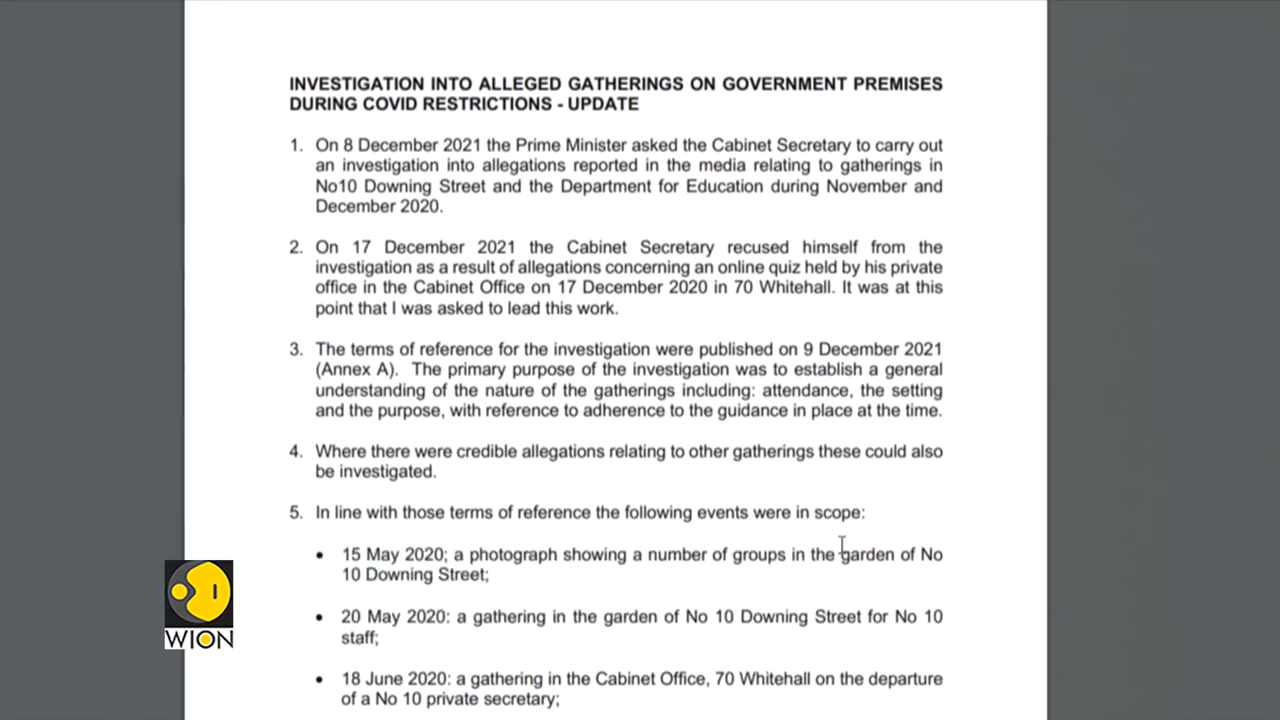 INVESTIGATION INTO ALLEGED GATHERINGS ON GOVERNMENT PREMISES
DURING COVID RESTRICTIONS - UPDATE
1. On 8 December 2021 the Prime Minister asked the Cabinet Secretary to carry out
an investigation into allegations reported in the media relating to gatherings in
No10 Downing Street and the Department for Education during November and
December 2020.
2. On 17 December 2021 the Cabinet Secretary recused himself from the
investigation as a result of allegations concerning an online quiz held by his private
office in the Cabinet Office on 17 December 2020 in 70 Whitehall. It was at this
point that I was asked to lead this work.
3. The terms of reference for the investigation were published on 9 December 2021
(Annex A). The primary purpose of the investigation was to establish a general
understanding of the nature of the gatherings including: attendance, the setting
and the purpose, with reference to adherence to the guidance in place at the time.
4. Where there were credible allegations relating to other gatherings these could also
be investigated.
5. In line with those terms of reference the following events were in scope:
• 15 May 2020; a photograph showing a number of groups in the garden of No
10 Downing Street;
• 20 May 2020: a gathering in the garden of No 10 Downing Street for No 10
staff;
• 18 June 2020: a gathering in the Cabinet Office, 70 Whitehall on the departure
of a No 10 private secretary;
WION